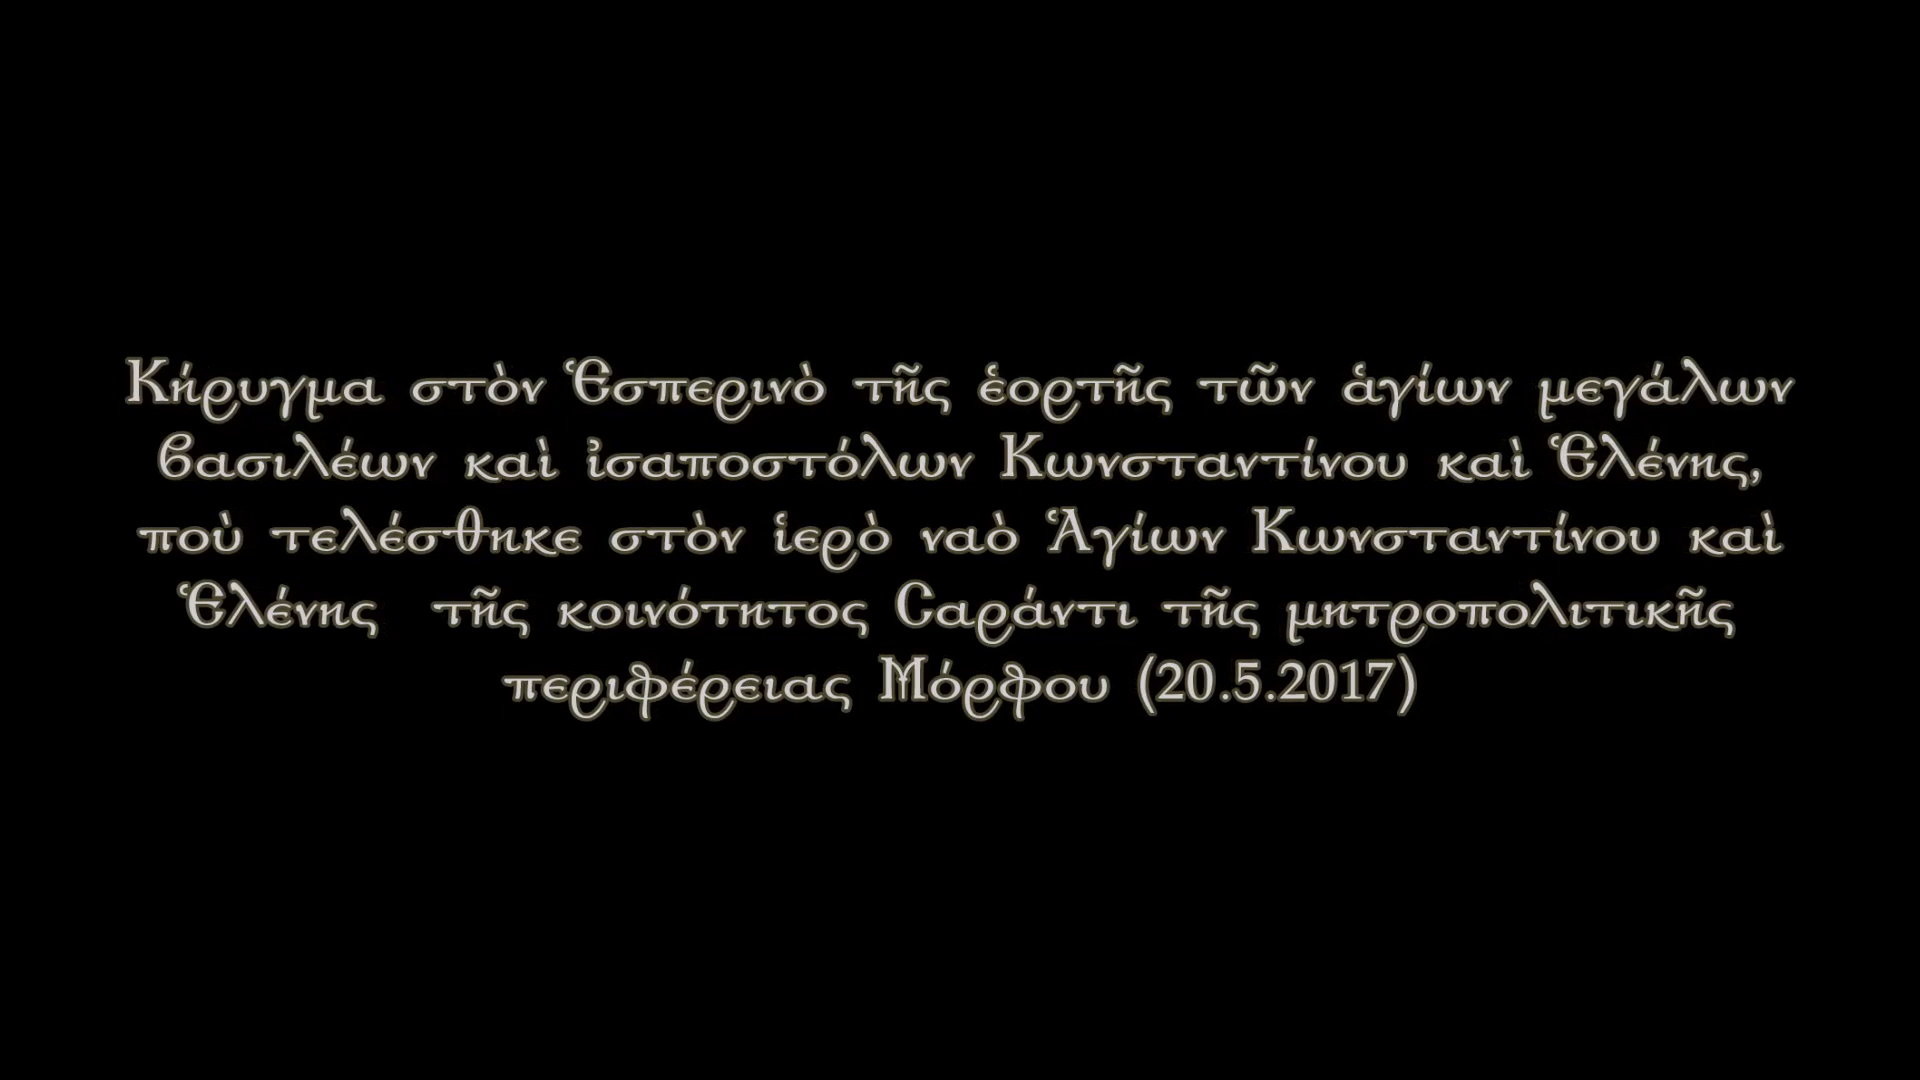 Κήρυγμα στὸν Ἑσπερινὸ τῆς ἑορτῆς τῶν ἁγίων μεγάλων
βασιλέων καὶ ἰσαποστόλων Κωνσταντίνου καὶ Ἑλένης,
ποὺ τελέσθηκε στὸν ἱερὸ ναὸ Ἁγίων Κωνσταντίνου καὶ
Ἑλένης τῆς κοινότητος Σαράντι τῆς μητροπολιτικῆς
περιφέρειας Μόρφου (20.5.2017)